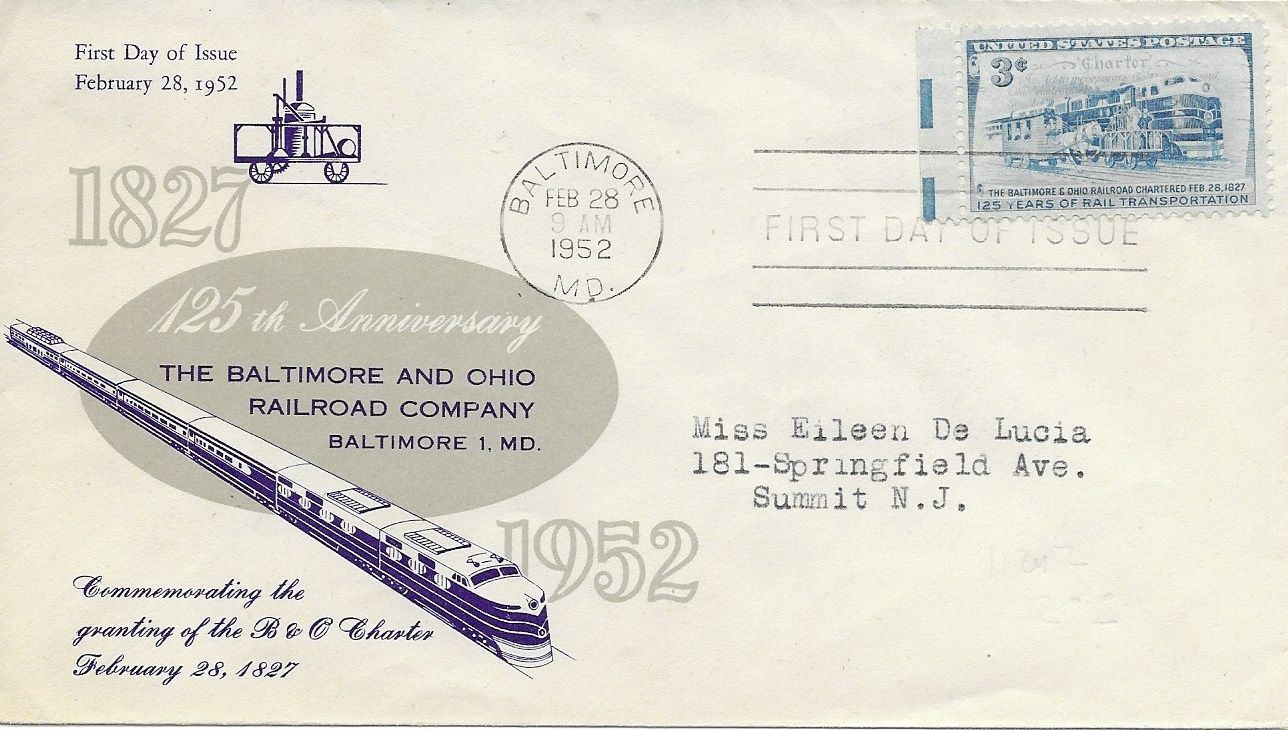 First Day of Issue
February 28, 1952
1827
125th Anniversary
THE BALTIMORE AND OHIO
RAILROAD COMPANY
BALTIMORE 1, MD.
1952
Commemorating the
granting of the B & O Charter
February 28, 1827
BALTIMORE
FEB 28
9 AM
1952
MD.
UNITED STATES POSTAGE
3¢
Charter
THE BALTIMORE & OHIO RAILROAD CHARTERED FEB. 28, 1827
125 YEARS OF RAIL TRANSPORTATION
FIRST DAY OF ISSUE
Miss Eileen De Lucia
181-Springfield Ave.
Summit N.J.